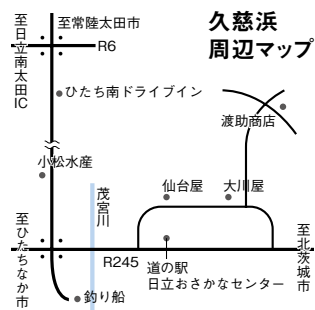 久慈浜
周辺マップ
至日立南太田IC
至常陸太田市
R6
ひたち南ドライブイン
渡助商店
小松水産
茂宮川
仙台屋
大川屋
至ひたちなか市
R245
道の駅
日立おさかなセンター
至北茨城市
釣り船